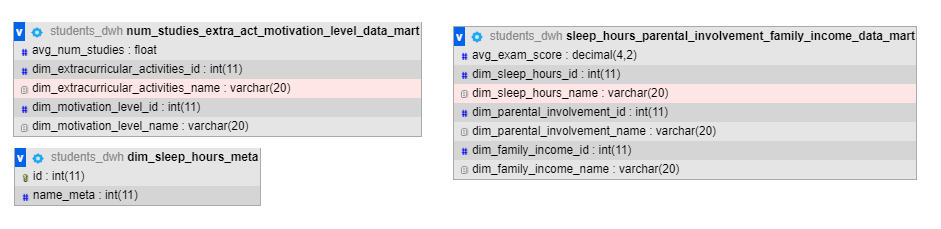 v students_dwh num_studies_extra_act_motivation_level_data_mart
# avg_num_studies : float
# dim_extracurricular_activities_id : int(11)
dim_extracurricular_activities_name : varchar(20)
# dim_motivation_level_id : int(11)
dim_motivation_level_name : varchar(20)
v students_dwh dim_sleep_hours_meta
id : int(11)
# name_meta : int(11)
v students_dwh sleep_hours_parental_involvement_family_income_data_mart
# avg_exam_score : decimal(4,2)
# dim_sleep_hours_id : int(11)
dim_sleep_hours_name : varchar(20)
# dim_parental_involvement_id : int(11)
dim_parental_involvement_name : varchar(20)
# dim_family_income_id : int(11)
dim_family_income_name : varchar(20)